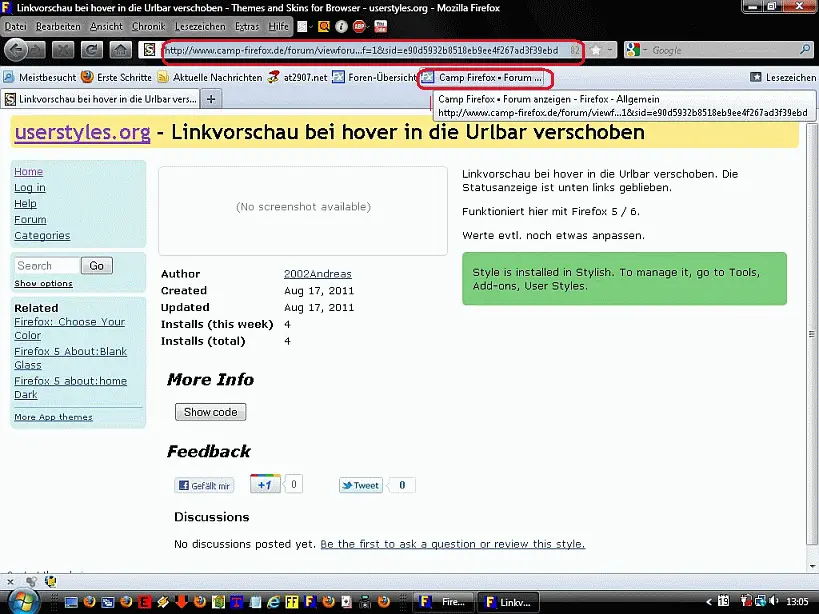 Linkvorschau bei hover in die Urlbar verschoben - Themes and Skins for Browser - userstyles.org - Mozilla Firefox
Datei Bearbeiten Ansicht Chronik Lesezeichen Extras Hilfe
http://www.camp-firefox.de/forum/viewforu...f=1&sid=e90d5932b8518eb9ee4f267ad3f39ebd 82 Google
Meistbesucht Erste Schritte Aktuelle Nachrichten at2907.net Foren-Übersicht Camp Firefox • Forum ... Lesezeichen
Linkvorschau bei hover in die Urlbar vers...
Camp Firefox • Forum anzeigen - Firefox - Allgemein
http://www.camp-firefox.de/forum/viewf...1&sid=e90d5932b8518eb9ee4f267ad3f39ebd
userstyles.org - Linkvorschau bei hover in die Urlbar verschoben
Home
Log in
Help
Forum
Categories
Search Go
Show options
Related
Firefox: Choose Your
Color
Firefox 5 About:Blank
Glass
Firefox 5 about:home
Dark
More App themes
(No screenshot available)
Linkvorschau bei hover in die Urlbar verschoben. Die
Statusanzeige ist unten links geblieben.
Funktioniert hier mit Firefox 5 / 6.
Werte evtl. noch etwas anpassen.
Style is installed in Stylish. To manage it, go to Tools,
Add-ons, User Styles.
Author 2002Andreas
Created Aug 17, 2011
Updated Aug 17, 2011
Installs (this week) 4
Installs (total) 4
More Info
Show code
Feedback
Gefällt mir +1 0 Tweet 0
Discussions
No discussions posted yet. Be the first to ask a question or review this style.
Fire... Linkv... 19 13:05